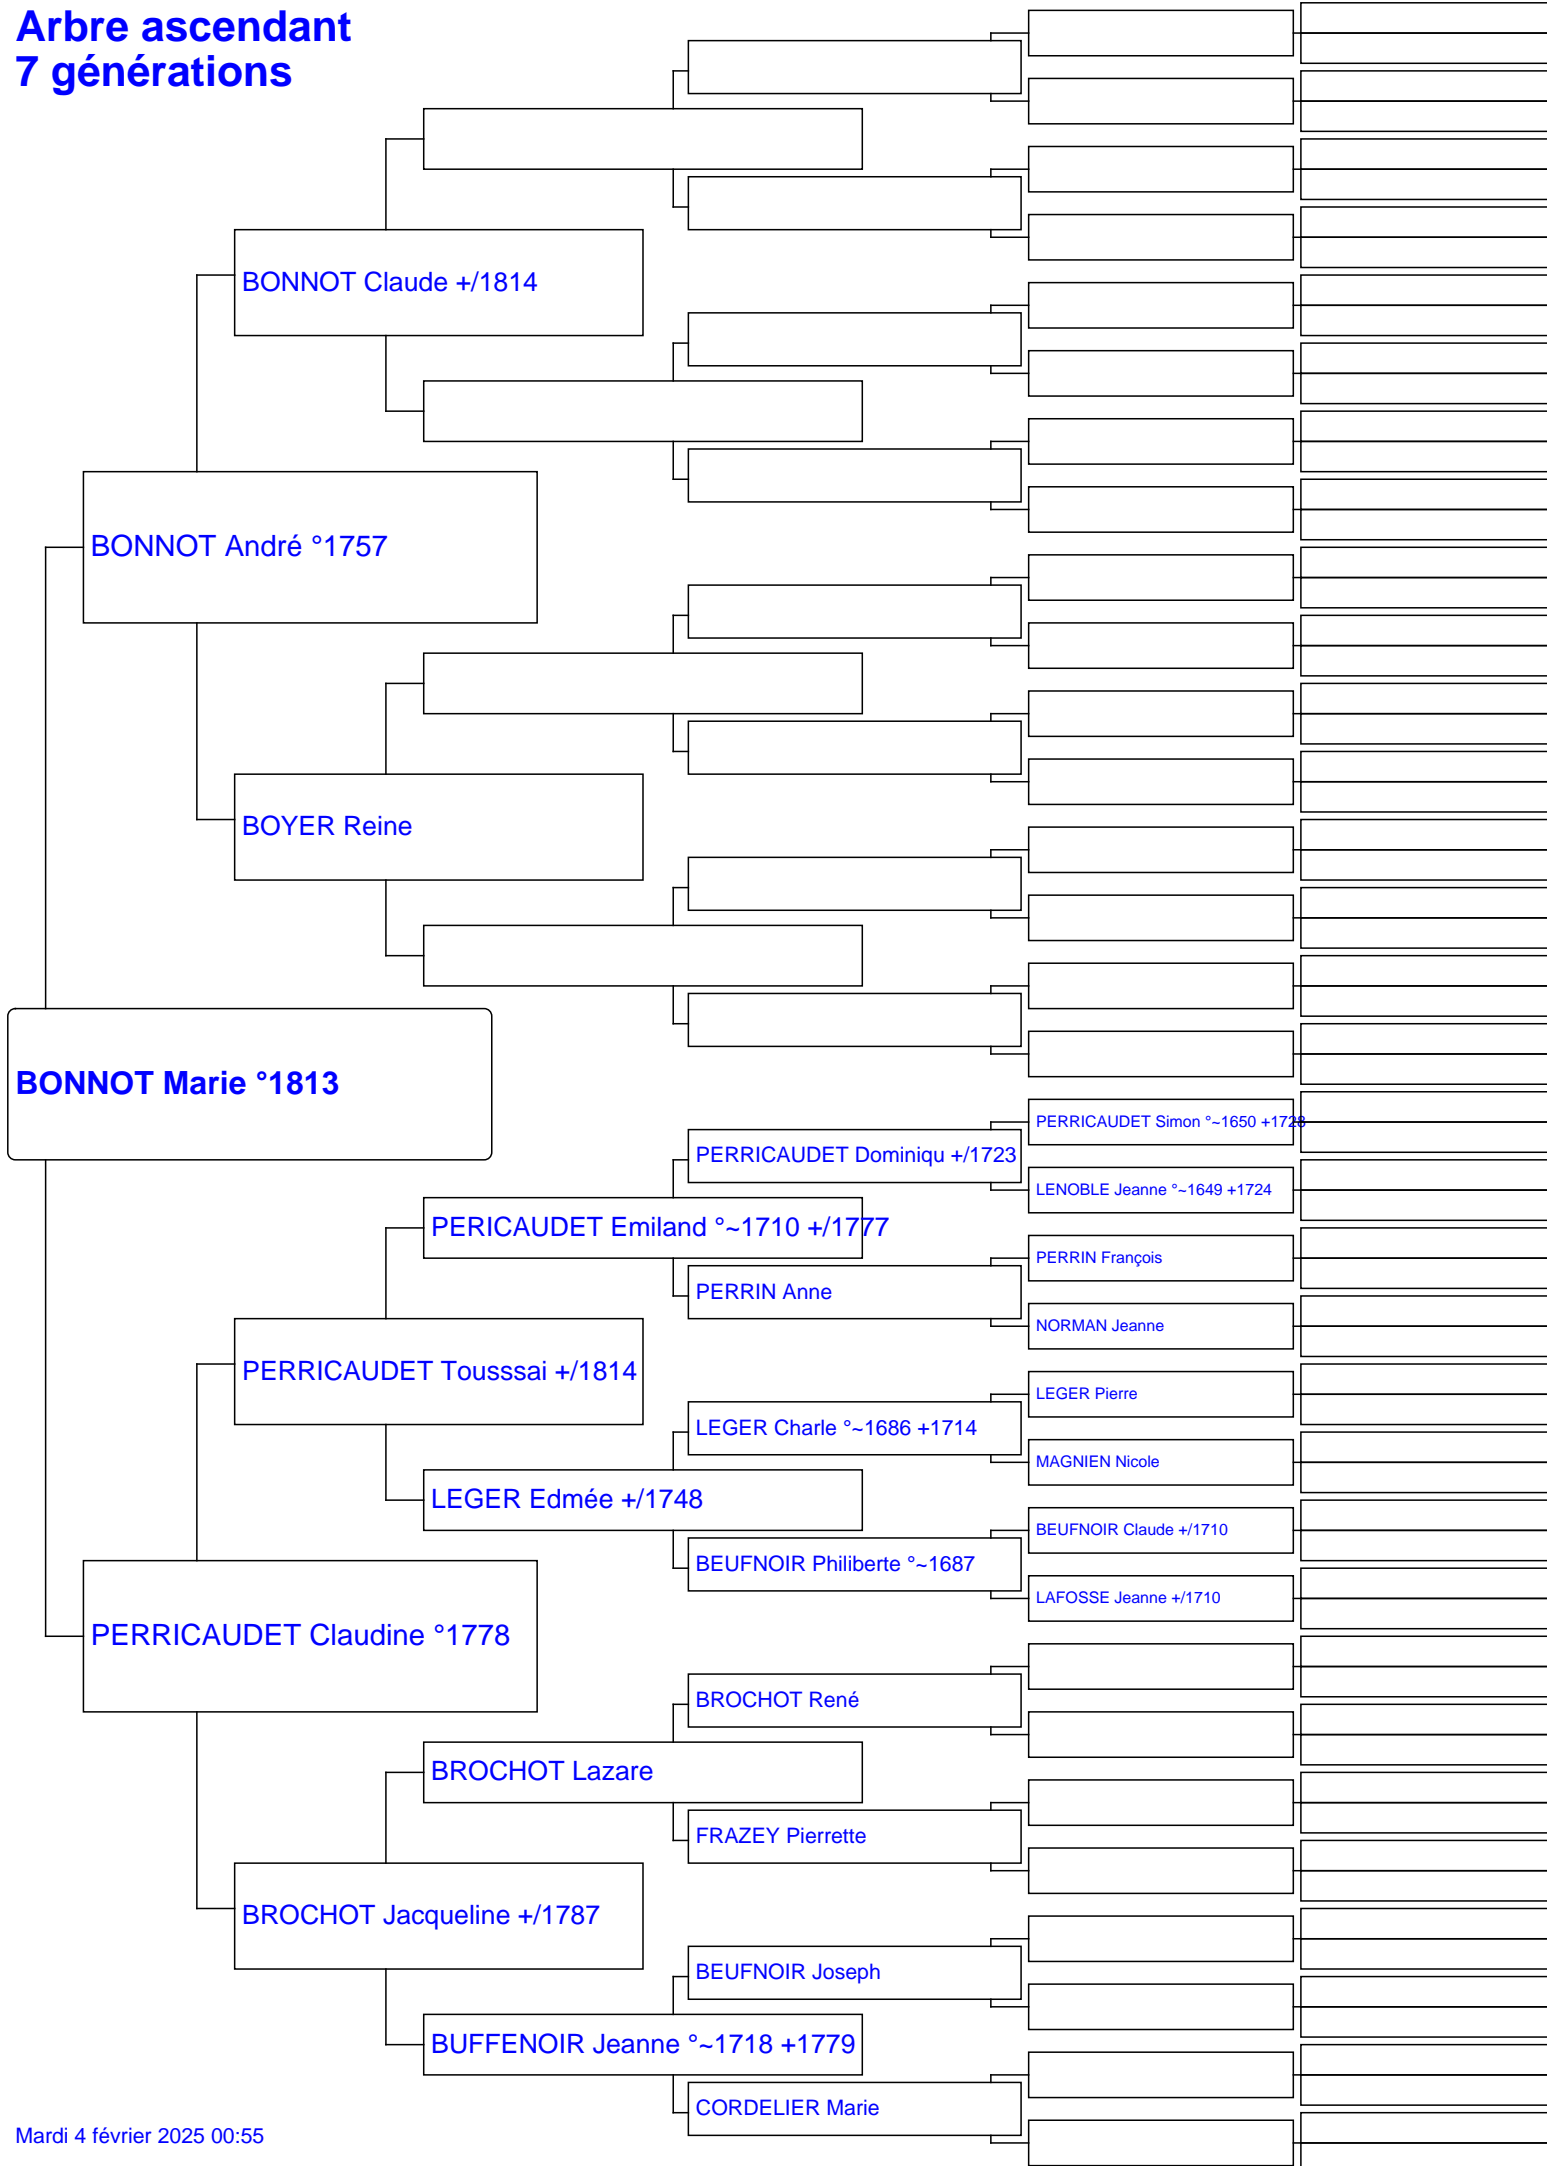 Arbre ascendant
7 générations
BONNOT Claude +/1814
BONNOT André °1757
BOYER Reine
BONNOT Marie °1813
PERRICAUDET Simon °~1650 +1728
PERRICAUDET Dominiqu +/1723
LENOBLE Jeanne °~1649 +1724
PERICAUDET Emiland °~1710 +/1777
PERRIN François
PERRIN Anne
NORMAN Jeanne
PERRICAUDET Tousssai +/1814
LEGER Pierre
LEGER Charle °~1686 +1714
MAGNIEN Nicole
LEGER Edmée +/1748
BEUFNOIR Claude +/1710
BEUFNOIR Philiberte °~1687
LAFOSSE Jeanne +/1710
PERRICAUDET Claudine °1778
BROCHOT René
BROCHOT Lazare
FRAZEY Pierrette
BROCHOT Jacqueline +/1787
BEUFNOIR Joseph
BUFFENOIR Jeanne °~1718 +1779
CORDELIER Marie
Mardi 4 février 2025 00:55